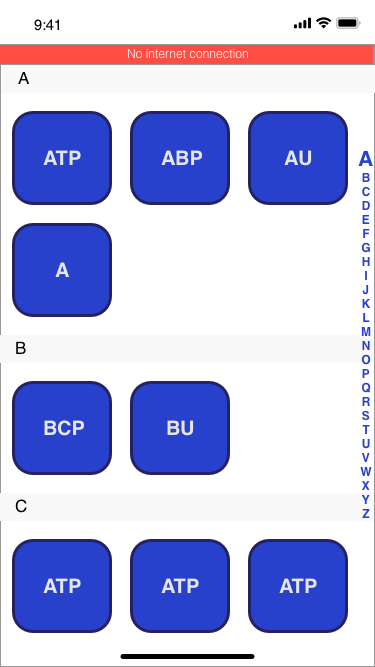 9:41
No internet connection
A
ATP ABP AU
A
B
BCP BU
C
ATP ATP ATP
A
B
C
D
E
F
G
H
I
J
K
L
M
N
O
P
Q
R
S
T
U
V
W
X
Y
Z